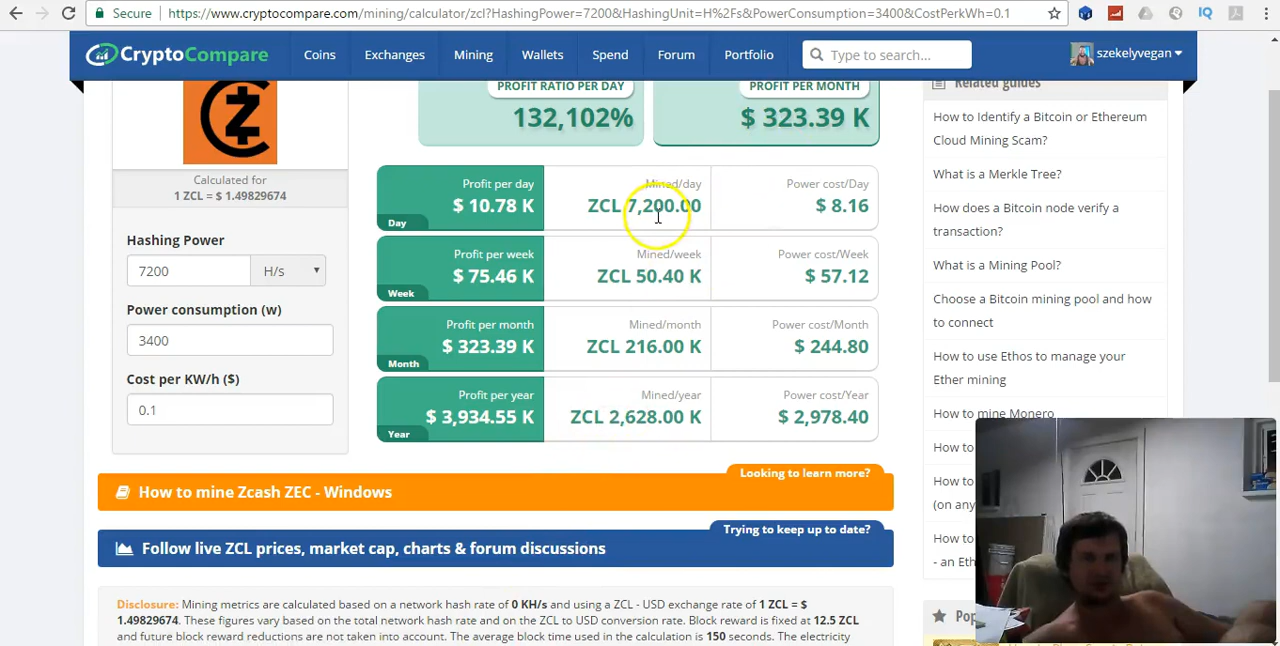 Secure
https://www.cryptocompare.com/mining/calculator/zcl?HashingPower=7200&HashingUnit=H%2Fs&PowerConsumption=3400&CostPerkWh=0.1
CryptoCompare
Coins
Exchanges
Mining
Wallets
Spend
Forum
Portfolio
Type to search...
szekelyvegan
PROFIT RATIO PER DAY
132,102%
PROFIT PER MONTH
$ 323.39 K
Calculated for
1 ZCL = $ 1.49829674
Hashing Power
7200
H/s
Power consumption (w)
3400
Cost per KW/h ($)
0.1
Profit per day
$ 10.78 K
Day
Mined/day
ZCL 7,200.00
Power cost/Day
$ 8.16
Profit per week
$ 75.46 K
Week
Mined/week
ZCL 50.40 K
Power cost/Week
$ 57.12
Profit per month
$ 323.39 K
Month
Mined/month
ZCL 216.00 K
Power cost/Month
$ 244.80
Profit per year
$ 3,934.55 K
Year
Mined/year
ZCL 2,628.00 K
Power cost/Year
$ 2,978.40
Looking to learn more?
How to mine Zcash ZEC - Windows
Trying to keep up to date?
Follow live ZCL prices, market cap, charts & forum discussions
Disclosure: Mining metrics are calculated based on a network hash rate of 0 KH/s and using a ZCL - USD exchange rate of 1 ZCL = $
1.49829674. These figures vary based on the total network hash rate and on the ZCL to USD conversion rate. Block reward is fixed at 12.5 ZCL
and future block reward reductions are not taken into account. The average block time used in the calculation is 150 seconds. The electricity
Related guides
How to Identify a Bitcoin or Ethereum
Cloud Mining Scam?
What is a Merkle Tree?
How does a Bitcoin node verify a
transaction?
What is a Mining Pool?
Choose a Bitcoin mining pool and how
to connect
How to use Ethos to manage your
Ether mining
How to mine Monero
How to
How to
(on any
How to
- an Eth
Pop